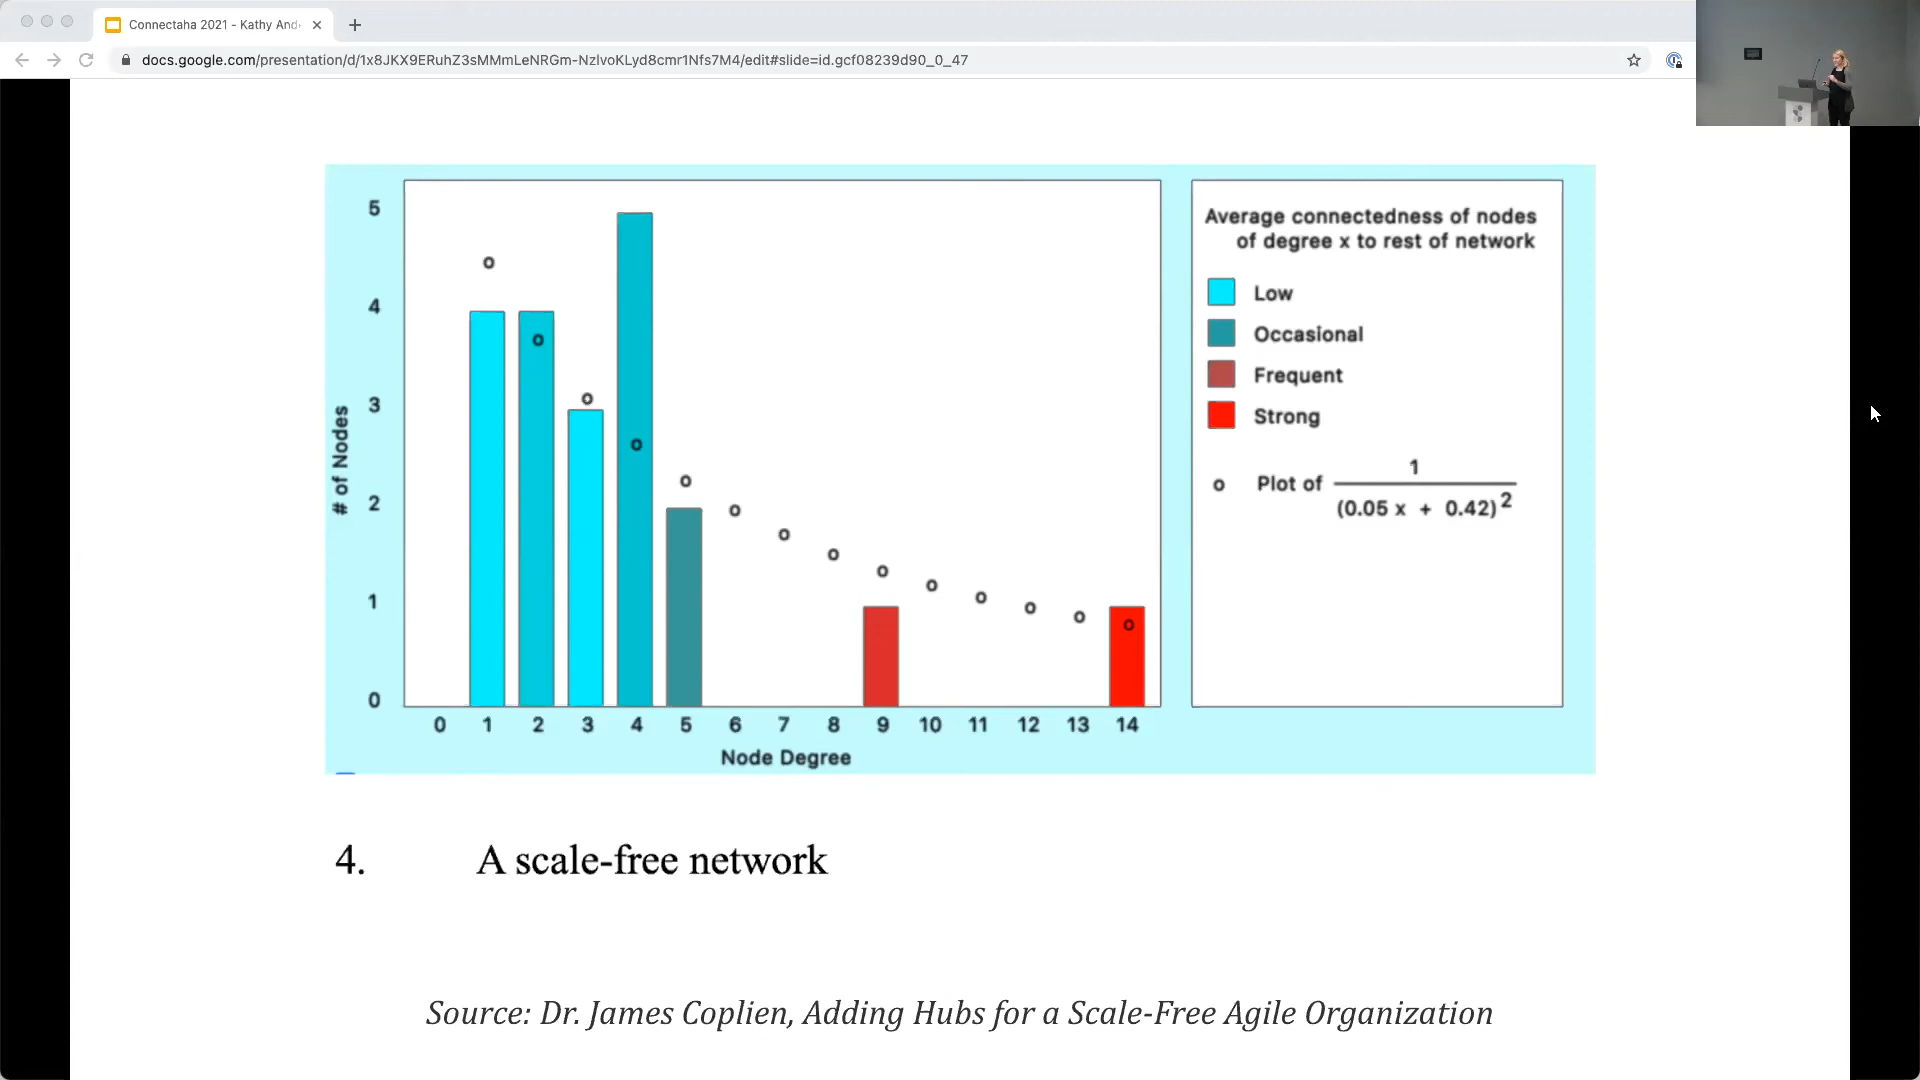 Connectaha 2021 - Kathy And
docs.google.com/presentation/d/1x8JKX9ERuhZ3sMMmLeNRGm-NzlvoKLyd8cmr1Nfs7M4/edit#slide=id.gcf08239d90_0_47
5
4
3
2
1
0
# of Nodes
0 1 2 3 4 5 6 7 8 9 10 11 12 13 14
Node Degree
Average connectedness of nodes
of degree x to rest of network
Low
Occasional
Frequent
Strong
o Plot of 1
(0.05 x + 0.42)2
4. A scale-free network
Source: Dr. James Coplien, Adding Hubs for a Scale-Free Agile Organization